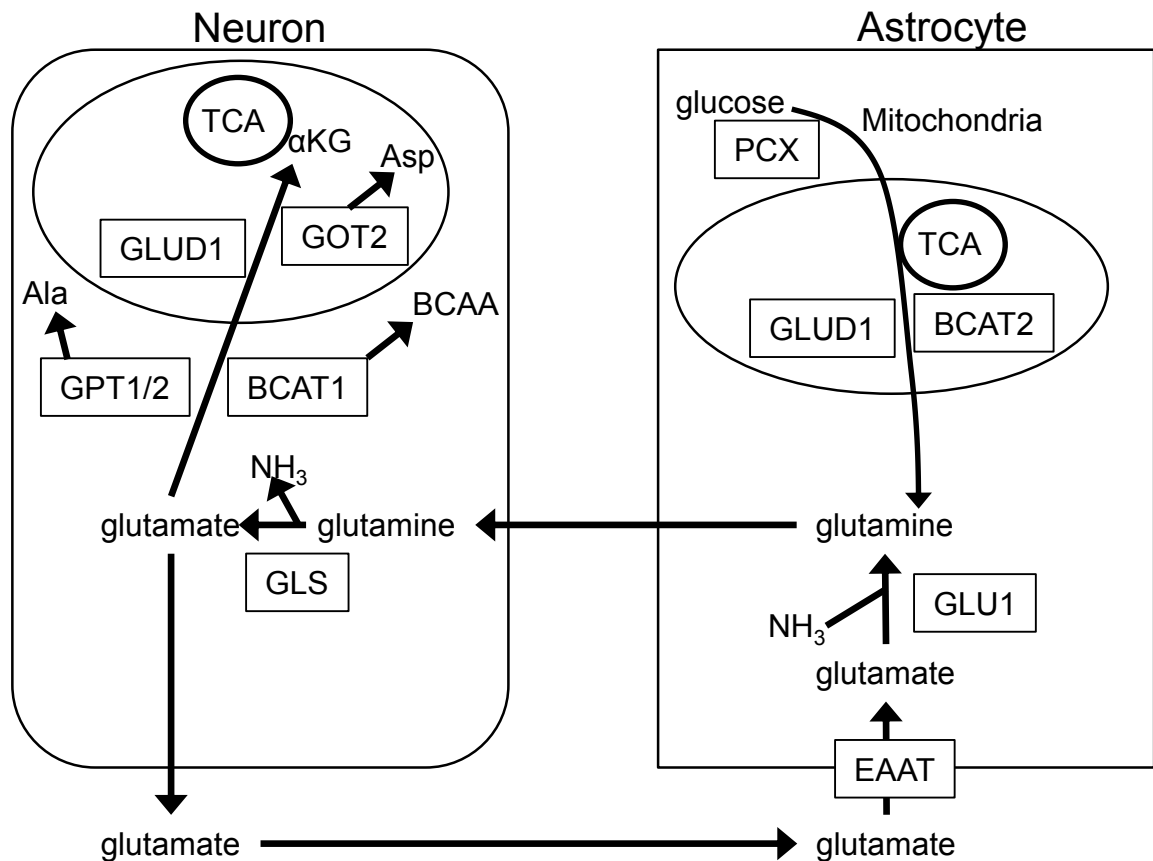 Neuron
TCA
αKG
Asp
GLUD1
GOT2
Ala
BCAA
GPT1/2
BCAT1
NH₃
glutamate
glutamine
GLS
glutamate
Astrocyte
glucose
Mitochondria
PCX
TCA
GLUD1
BCAT2
glutamine
GLU1
NH₃
glutamate
EAAT
glutamate